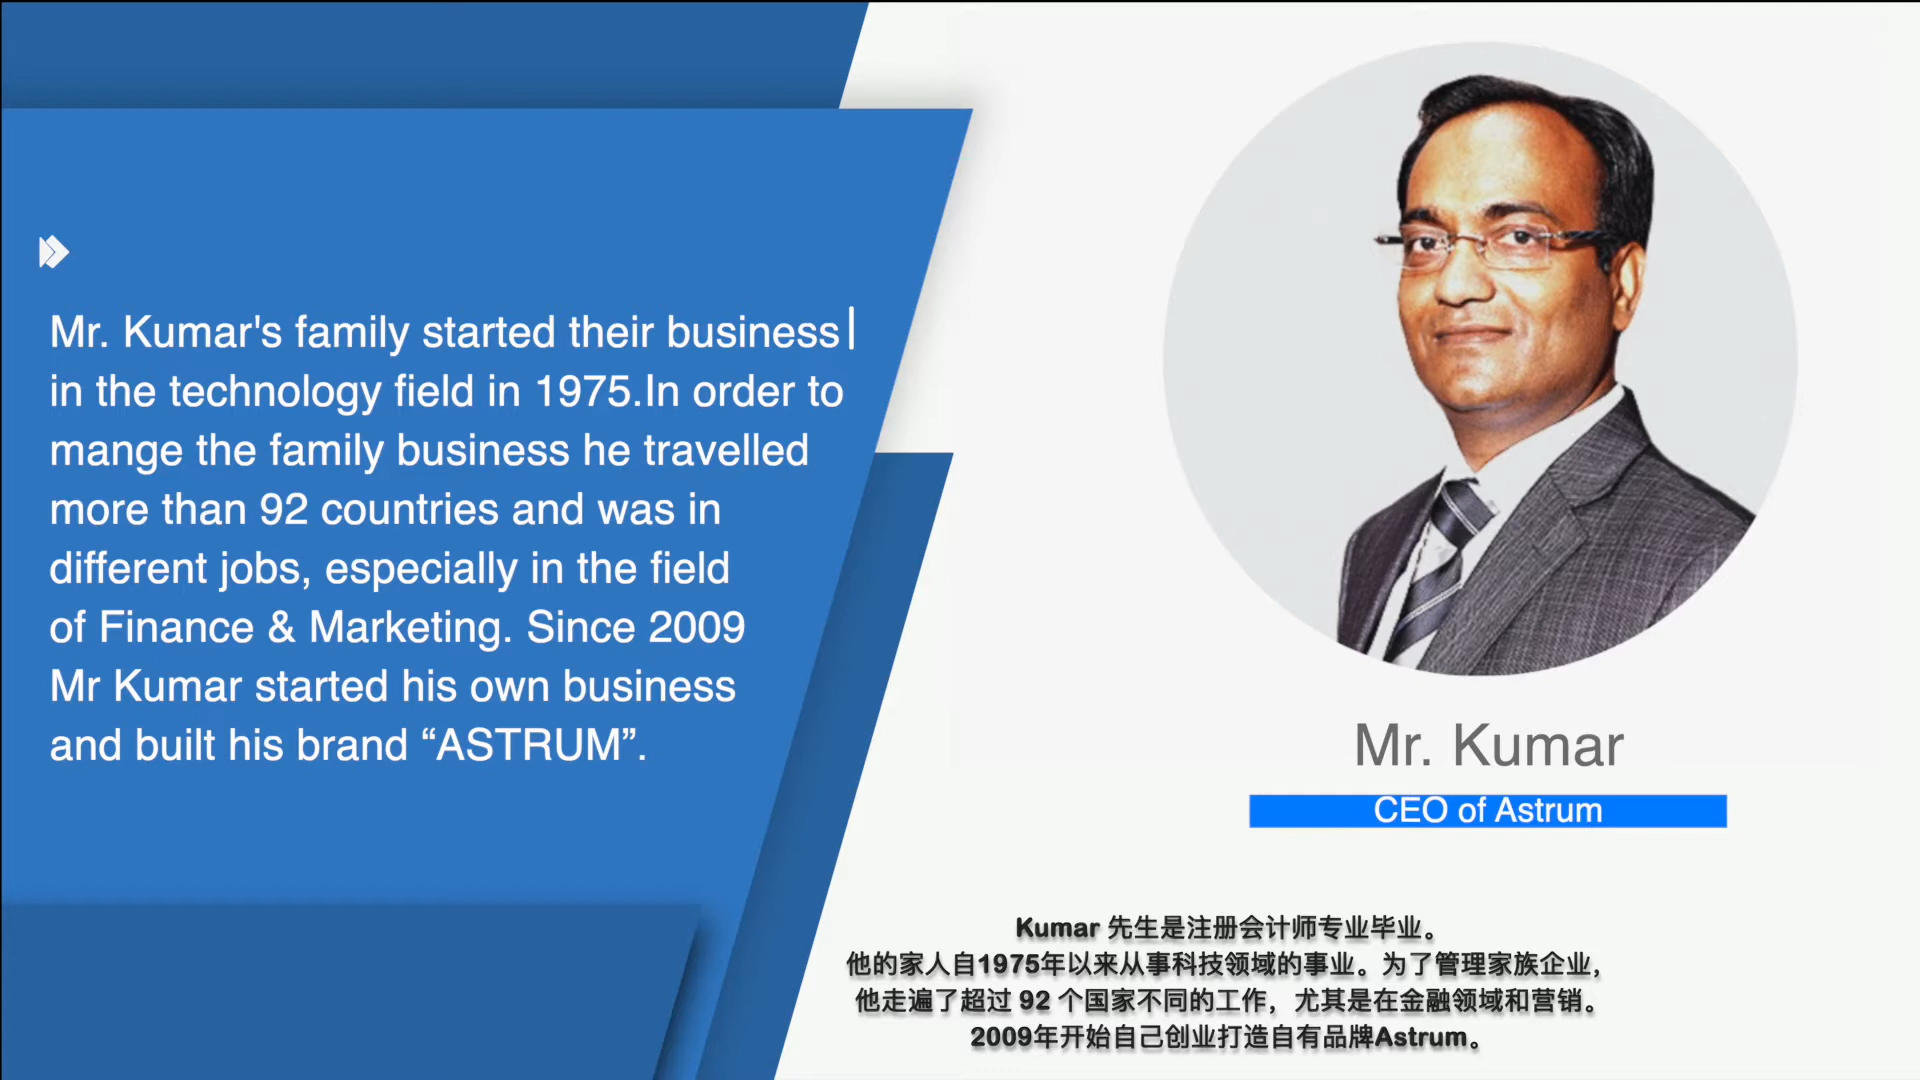 Mr. Kumar's family started their business
in the technology field in 1975.In order to
mange the family business he travelled
more than 92 countries and was in
different jobs, especially in the field
of Finance & Marketing. Since 2009
Mr Kumar started his own business
and built his brand “ASTRUM”.
Mr. Kumar
CEO of Astrum
Kumar 先生是注册会计师专业毕业。
他的家人自1975年以来从事科技领域的事业。为了管理家族企业，
他走遍了超过 92 个国家不同的工作，尤其是在金融领域和营销。
2009年开始自己创业打造自有品牌Astrum。